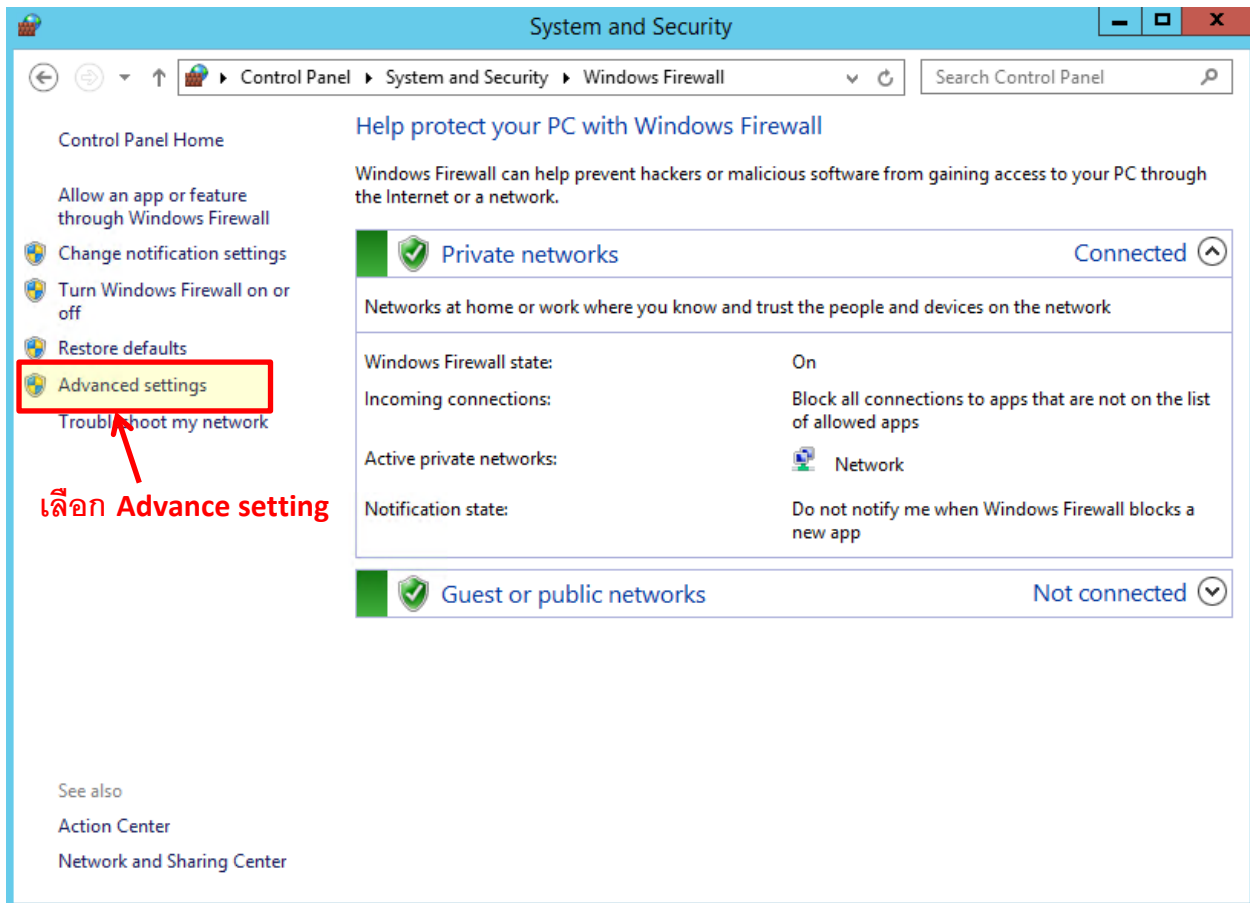 System and Security
Control Panel ▸ System and Security ▸ Windows Firewall
Search Control Panel
Control Panel Home
Allow an app or feature
through Windows Firewall
Change notification settings
Turn Windows Firewall on or
off
Restore defaults
Advanced settings
Troubleshoot my network
เลือก Advance setting
See also
Action Center
Network and Sharing Center
Help protect your PC with Windows Firewall
Windows Firewall can help prevent hackers or malicious software from gaining access to your PC through
the Internet or a network.
Private networks
Connected
Networks at home or work where you know and trust the people and devices on the network
Windows Firewall state:
On
Incoming connections:
Block all connections to apps that are not on the list
of allowed apps
Active private networks:
Network
Notification state:
Do not notify me when Windows Firewall blocks a
new app
Guest or public networks
Not connected